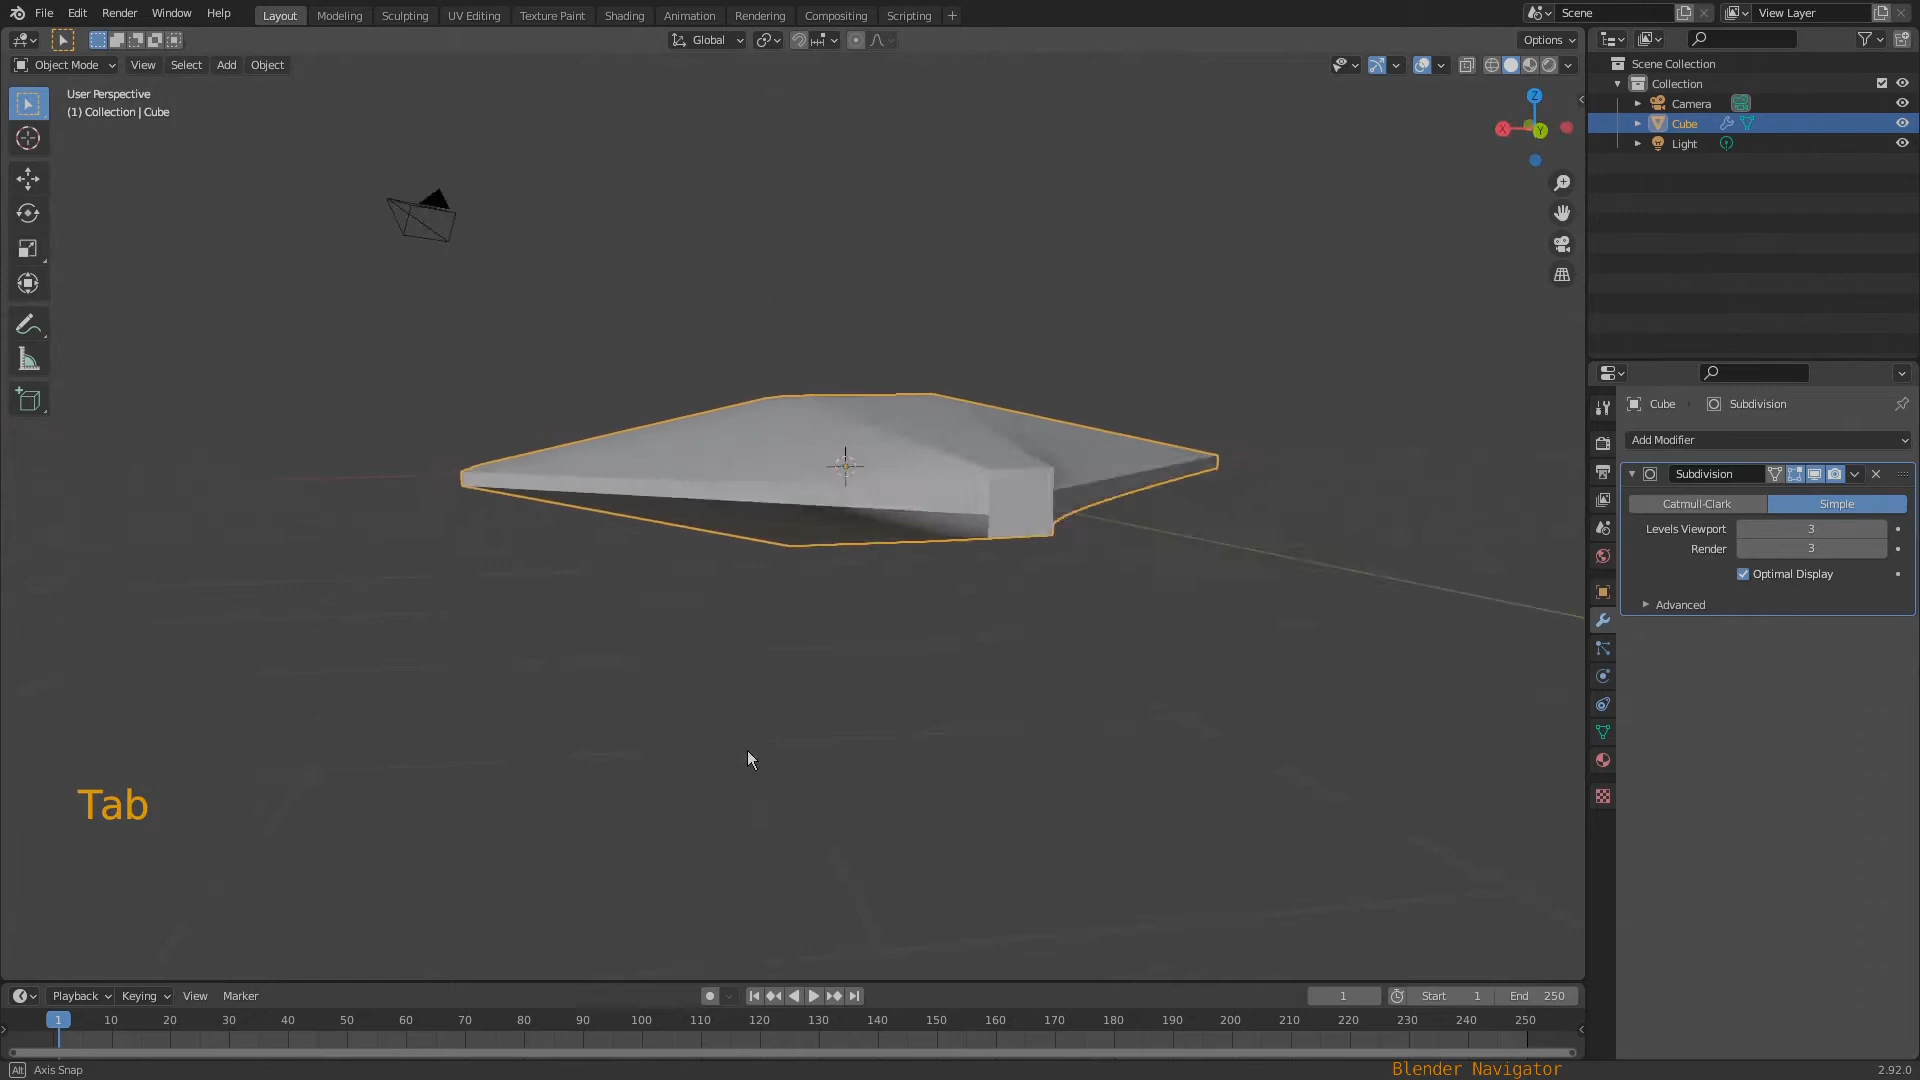 File Edit Render Window Help Layout Modeling Sculpting UV Editing Texture Paint Shading Animation Rendering Compositing Scripting + Scene View Layer
Global Options
Object Mode View Select Add Object
User Perspective
(1) Collection | Cube
Z
X
Y
Scene Collection
Collection
Camera
Cube
Light
Cube Subdivision
Add Modifier
Subdivision
Catmull-Clark Simple
Levels Viewport 3
Render 3
Optimal Display
Advanced
Tab
Playback Keying View Marker 1 Start 1 End 250
1 10 20 30 40 50 60 70 80 90 100 110 120 130 140 150 160 170 180 190 200 210 220 230 240 250
Alt Axis Snap Blender Navigator 2.92.0